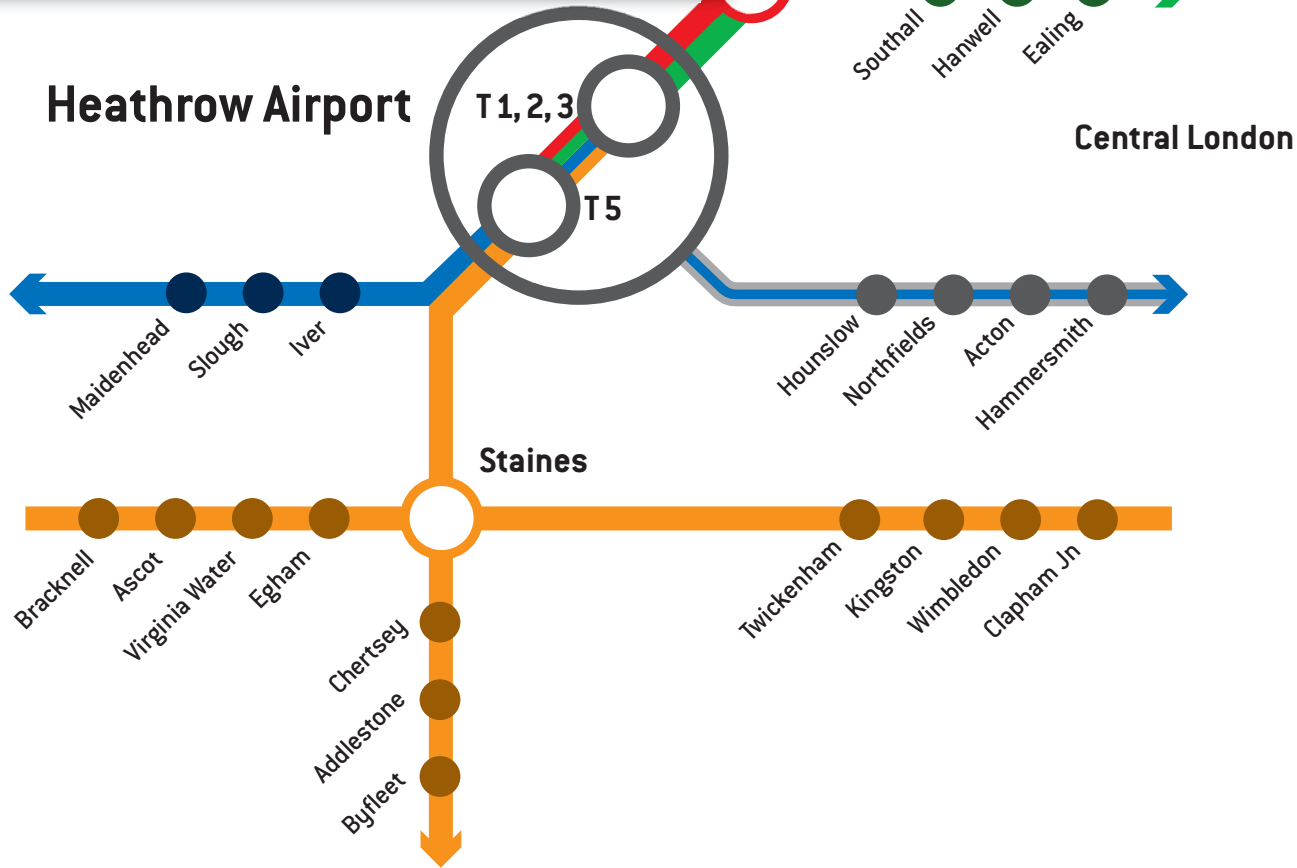 Southall
Hanwell
Ealing
Heathrow Airport
T 1, 2, 3
Central London
T 5
Maidenhead
Slough
Iver
Hounslow
Northfields
Acton
Hammersmith
Staines
Bracknell
Ascot
Virginia Water
Egham
Twickenham
Kingston
Wimbledon
Clapham Jn
Chertsey
Addlestone
Byfleet